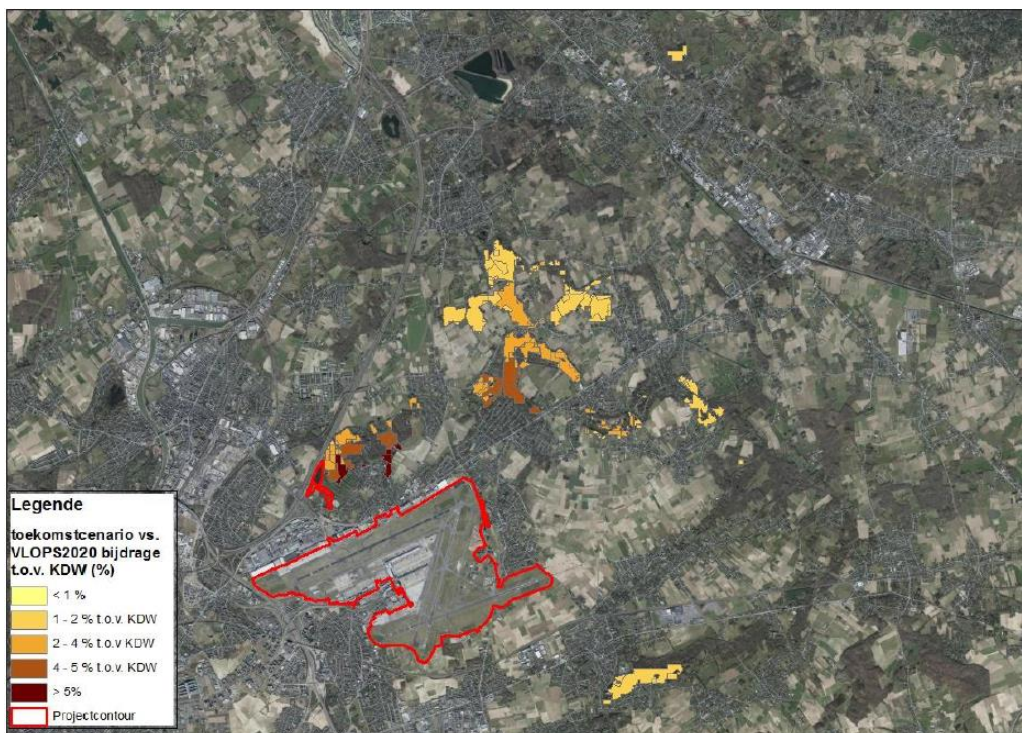 Legende
toekomstcenario vs.
VLOPS2020 bijdrage
t.o.v. KDW (%)
< 1 %
1 - 2 % t.o.v. KDW
2 - 4 % t.o.v. KDW
4 - 5 % t.o.v. KDW
> 5%
Projectcontour